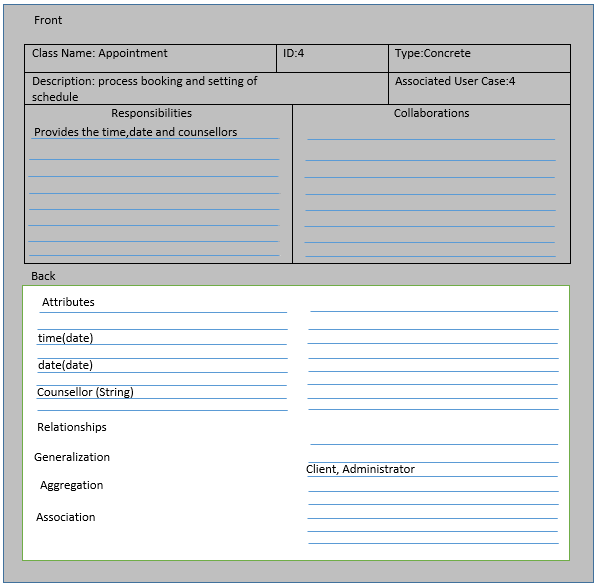 Front
Class Name: Appointment
ID:4
Type:Concrete
Description: process booking and setting of
schedule
Associated User Case:4
Responsibilities
Collaborations
Provides the time,date and counsellors
Back
Attributes
time(date)
date(date)
Counsellor (String)
Relationships
Generalization
Client, Administrator
Aggregation
Association